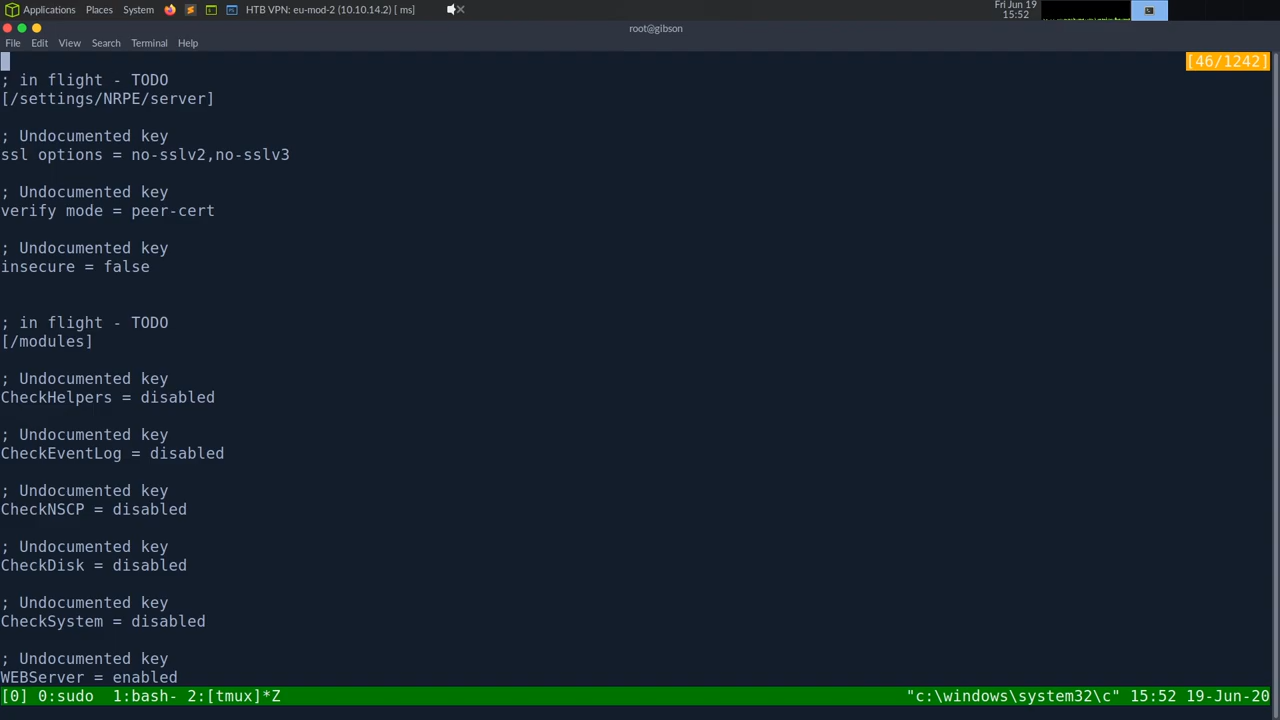 Applications Places System HTB VPN: eu-mod-2 (10.10.14.2) [ ms] Fri Jun 19
15:52
root@gibson
File Edit View Search Terminal Help
[46/1242]
; in flight - TODO
[/settings/NRPE/server]
; Undocumented key
ssl options = no-sslv2,no-sslv3
; Undocumented key
verify mode = peer-cert
; Undocumented key
insecure = false
; in flight - TODO
[/modules]
; Undocumented key
CheckHelpers = disabled
; Undocumented key
CheckEventLog = disabled
; Undocumented key
CheckNSCP = disabled
; Undocumented key
CheckDisk = disabled
; Undocumented key
CheckSystem = disabled
; Undocumented key
WEBServer = enabled
[0] 0:sudo 1:bash- 2:[tmux]*Z "c:\windows\system32\c" 15:52 19-Jun-20